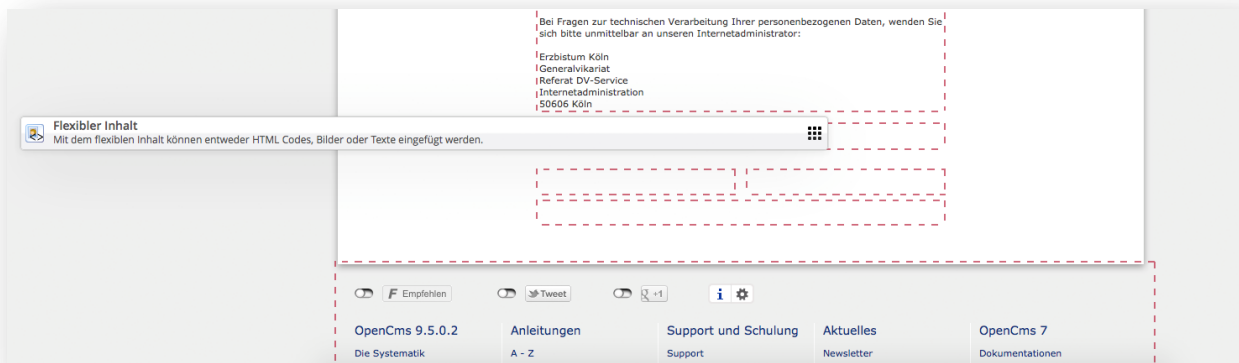 Bei Fragen zur technischen Verarbeitung Ihrer personenbezogenen Daten, wenden Sie
sich bitte unmittelbar an unseren Internetadministrator:
Erzbistum Köln
Generalvikariat
Referat DV-Service
Internetadministration
50606 Köln
Flexibler Inhalt
Mit dem flexiblen Inhalt können entweder HTML Codes, Bilder oder Texte eingefügt werden.
F Empfehlen Tweet g +1 i
OpenCms 9.5.0.2 Anleitungen Support und Schulung Aktuelles OpenCms 7
Die Systematik A - Z Support Newsletter Dokumentationen